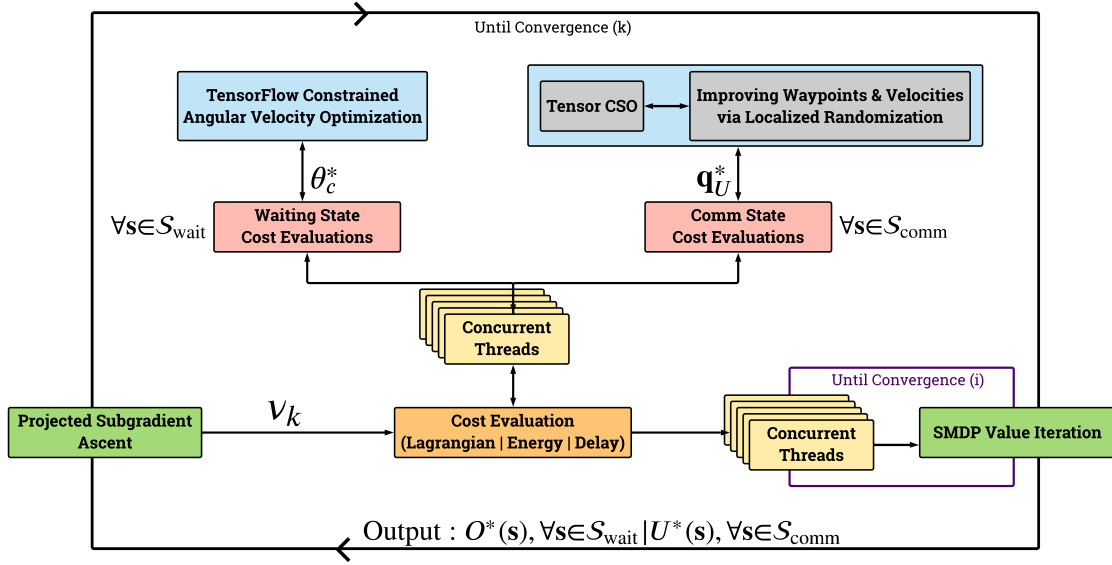 Until Convergence (k)
TensorFlow Constrained
Angular Velocity Optimization
Tensor CSO
Improving Waypoints & Velocities
via Localized Randomization
θ*c
q*U
∀s∈Swait
Waiting State
Cost Evaluations
Comm State
Cost Evaluations
∀s∈Scomm
Concurrent
Threads
Until Convergence (i)
Projected Subgradient
Ascent
νk
Cost Evaluation
(Lagrangian | Energy | Delay)
Concurrent
Threads
SMDP Value Iteration
Output : O*(s), ∀s∈Swait|U*(s), ∀s∈Scomm